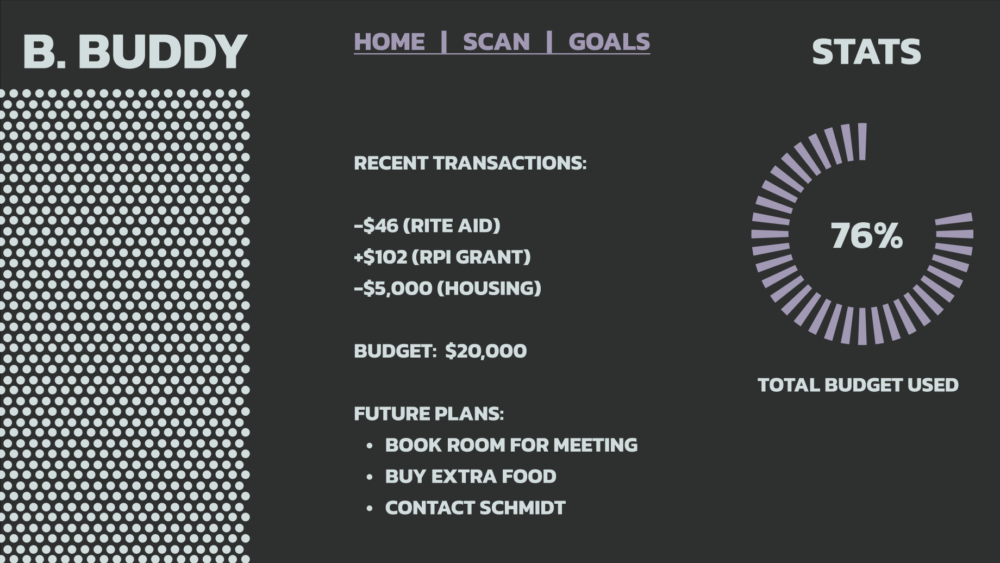 B. BUDDY
HOME | SCAN | GOALS
STATS
RECENT TRANSACTIONS:
-$46 (RITE AID)
+$102 (RPI GRANT)
-$5,000 (HOUSING)
BUDGET: $20,000
FUTURE PLANS:
• BOOK ROOM FOR MEETING
• BUY EXTRA FOOD
• CONTACT SCHMIDT
76%
TOTAL BUDGET USED